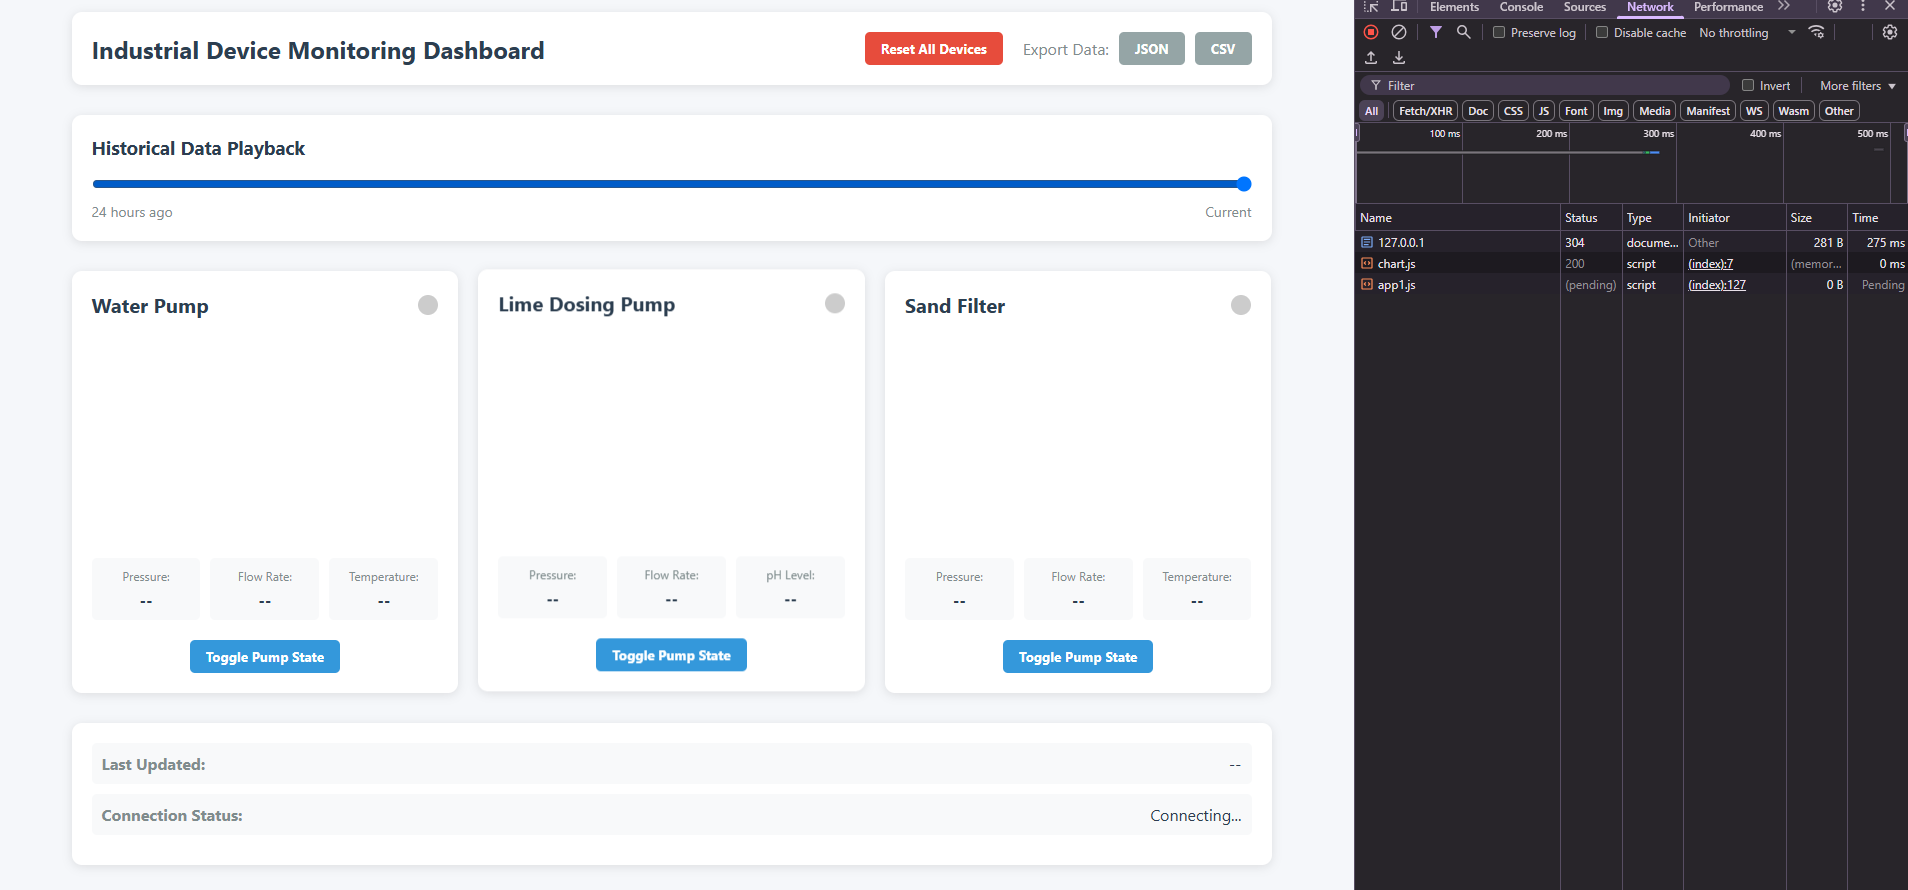 Industrial Device Monitoring Dashboard
Reset All Devices
Export Data:
JSON
CSV
Historical Data Playback
24 hours ago
Current
Water Pump
Pressure:
--
Flow Rate:
--
Temperature:
--
Toggle Pump State
Lime Dosing Pump
Pressure:
--
Flow Rate:
--
pH Level:
--
Toggle Pump State
Sand Filter
Pressure:
--
Flow Rate:
--
Temperature:
--
Toggle Pump State
Last Updated:
--
Connection Status:
Connecting...
Elements Console Sources Network Performance
Preserve log Disable cache No throttling
Filter
Invert
More filters
All Fetch/XHR Doc CSS JS Font Img Media Manifest WS Wasm Other
100 ms 200 ms 300 ms 400 ms 500 ms
Name Status Type Initiator Size Time
127.0.0.1 304 docume... Other 281 B 275 ms
chart.js 200 script (index):7 (memor... 0 ms
app1.js (pending) script (index):127 0 B Pending